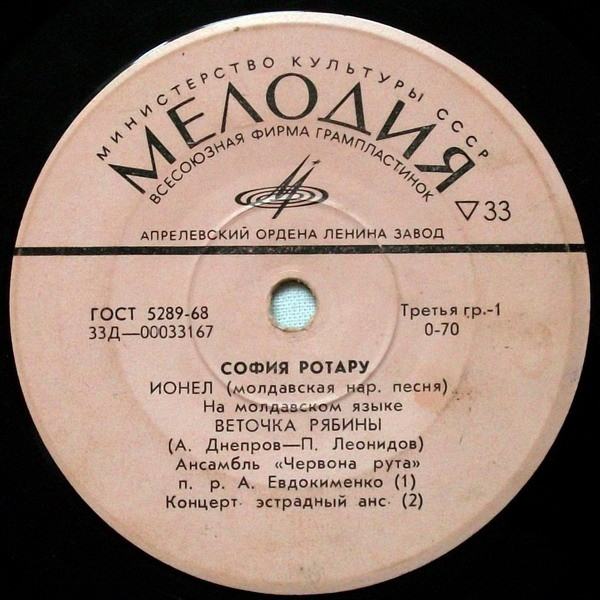 МИНИСТЕРСТВО КУЛЬТУРЫ СССР
МЕЛОДИЯ
ВСЕСОЮЗНАЯ ФИРМА ГРАМПЛАСТИНОК
▽33
АПРЕЛЕВСКИЙ ОРДЕНА ЛЕНИНА ЗАВОД
ГОСТ 5289-68
33Д—00033167
Третья гр.-1
0-70
СОФИЯ РОТАРУ
ИОНЕЛ (молдавская нар. песня)
На молдавском языке
ВЕТОЧКА РЯБИНЫ
(А. Днепров—П. Леонидов)
Ансамбль «Червона рута»
п. р. А. Евдокименко (1)
Концерт. эстрадный анс. (2)